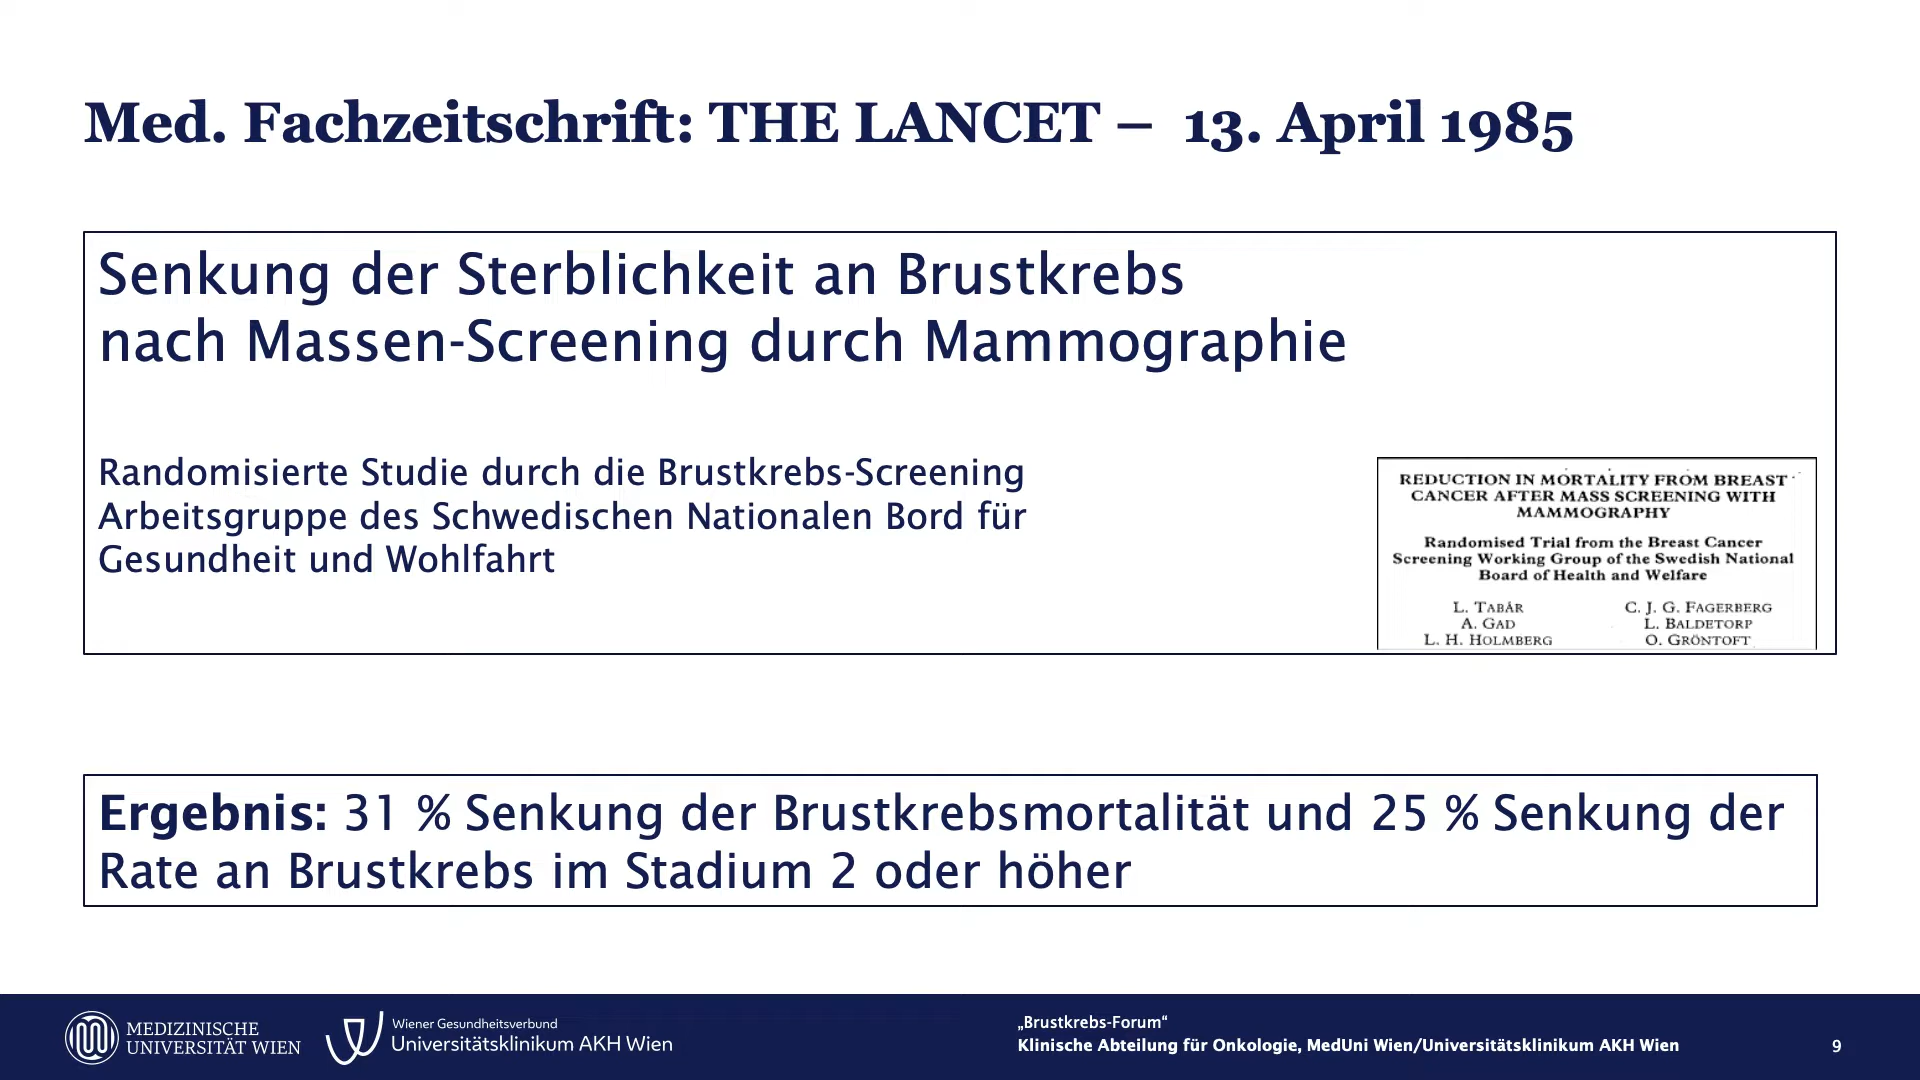 Med. Fachzeitschrift: THE LANCET – 13. April 1985
Senkung der Sterblichkeit an Brustkrebs
nach Massen-Screening durch Mammographie
Randomisierte Studie durch die Brustkrebs-Screening
Arbeitsgruppe des Schwedischen Nationalen Bord für
Gesundheit und Wohlfahrt
REDUCTION IN MORTALITY FROM BREAST
CANCER AFTER MASS SCREENING WITH
MAMMOGRAPHY
Randomised Trial from the Breast Cancer
Screening Working Group of the Swedish National
Board of Health and Welfare
L. TABÁR C. J. G. FAGERBERG
A. GAD L. BALDETORP
L. H. HOLMBERG O. GRÖNTOFT
Ergebnis: 31 % Senkung der Brustkrebsmortalität und 25 % Senkung der
Rate an Brustkrebs im Stadium 2 oder höher
MEDIZINISCHE
UNIVERSITÄT WIEN
Wiener Gesundheitsverbund
Universitätsklinikum AKH Wien
„Brustkrebs-Forum“
Klinische Abteilung für Onkologie, MedUni Wien/Universitätsklinikum AKH Wien
9